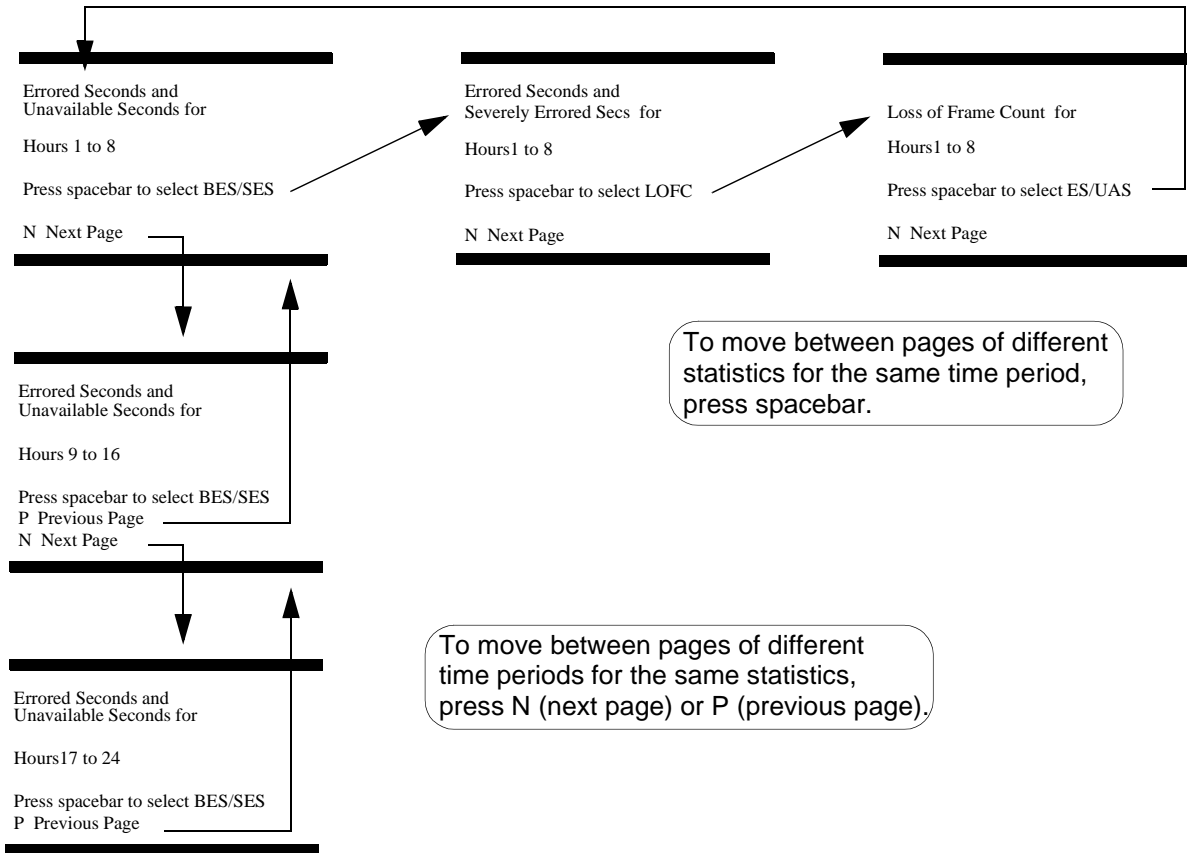 Errored Seconds and
Unavailable Seconds for
Hours 1 to 8
Press spacebar to select BES/SES
N Next Page
Errored Seconds and
Severely Errored Secs for
Hours1 to 8
Press spacebar to select LOFC
N Next Page
Loss of Frame Count for
Hours1 to 8
Press spacebar to select ES/UAS
N Next Page
To move between pages of different
statistics for the same time period,
press spacebar.
Errored Seconds and
Unavailable Seconds for
Hours 9 to 16
Press spacebar to select BES/SES
P Previous Page
N Next Page
To move between pages of different
time periods for the same statistics,
press N (next page) or P (previous page).
Errored Seconds and
Unavailable Seconds for
Hours17 to 24
Press spacebar to select BES/SES
P Previous Page